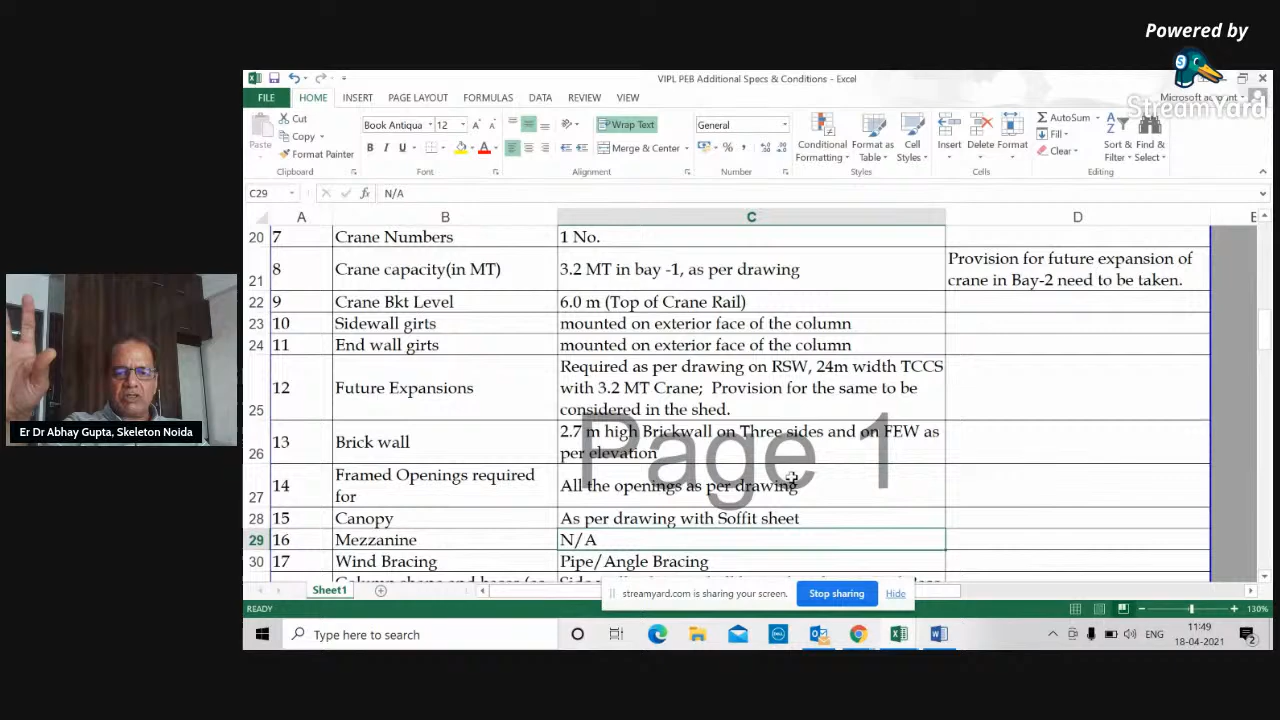 Powered by
StreamYard
VIPL PEB Additional Specs & Conditions - Excel
Microsoft account
FILE HOME INSERT PAGE LAYOUT FORMULAS DATA REVIEW VIEW
Cut
Copy
Format Painter
Paste
Clipboard
Book Antiqua 12
B I U
Font
Wrap Text
Merge & Center
Alignment
General
Number
Conditional Formatting
Format as Table
Cell Styles
Styles
Insert Delete Format
Cells
AutoSum
Fill
Clear
Sort & Filter
Find & Select
Editing
C29 N/A
A B C D E
20 7 Crane Numbers 1 No.
21 8 Crane capacity(in MT) 3.2 MT in bay -1, as per drawing Provision for future expansion of
crane in Bay-2 need to be taken.
22 9 Crane Bkt Level 6.0 m (Top of Crane Rail)
23 10 Sidewall girts mounted on exterior face of the column
24 11 End wall girts mounted on exterior face of the column
25 12 Future Expansions Required as per drawing on RSW, 24m width TCCS
with 3.2 MT Crane; Provision for the same to be
considered in the shed.
26 13 Brick wall 2.7 m high Brickwall on Three sides and on FEW as
per elevation
27 14 Framed Openings required
for All the openings as per drawing
28 15 Canopy As per drawing with Soffit sheet
29 16 Mezzanine N/A
30 17 Wind Bracing Pipe/Angle Bracing
Page 1
Er Dr Abhay Gupta, Skeleton Noida
Sheet1
streamyard.com is sharing your screen. Stop sharing Hide
READY 130%
Type here to search
ENG
11:49
18-04-2021
2